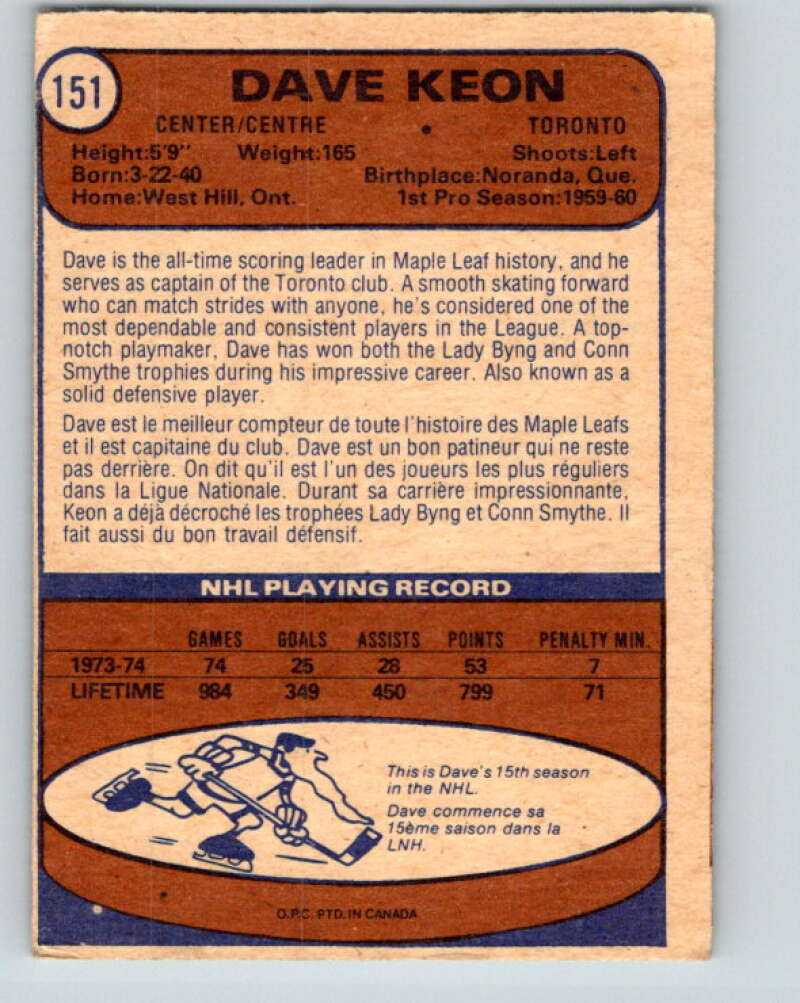 151
DAVE KEON
CENTER/CENTRE • TORONTO
Height:5'9" Weight:165 Shoots:Left
Born:3-22-40 Birthplace:Noranda, Que.
Home:West Hill, Ont. 1st Pro Season:1959-60
Dave is the all-time scoring leader in Maple Leaf history, and he
serves as captain of the Toronto club. A smooth skating forward
who can match strides with anyone, he's considered one of the
most dependable and consistent players in the League. A top-
notch playmaker, Dave has won both the Lady Byng and Conn
Smythe trophies during his impressive career. Also known as a
solid defensive player.
Dave est le meilleur compteur de toute l'histoire des Maple Leafs
et il est capitaine du club. Dave est un bon patineur qui ne reste
pas derrière. On dit qu'il est l'un des joueurs les plus réguliers
dans la Ligue Nationale. Durant sa carrière impressionnante,
Keon a déjà décroché les trophées Lady Byng et Conn Smythe. Il
fait aussi du bon travail défensif.
NHL PLAYING RECORD
GAMES GOALS ASSISTS POINTS PENALTY MIN.
1973-74 74 25 28 53 7
LIFETIME 984 349 450 799 71
This is Dave's 15th season
in the NHL.
Dave commence sa
15ème saison dans la
LNH.
O.P.C. PTD. IN CANADA